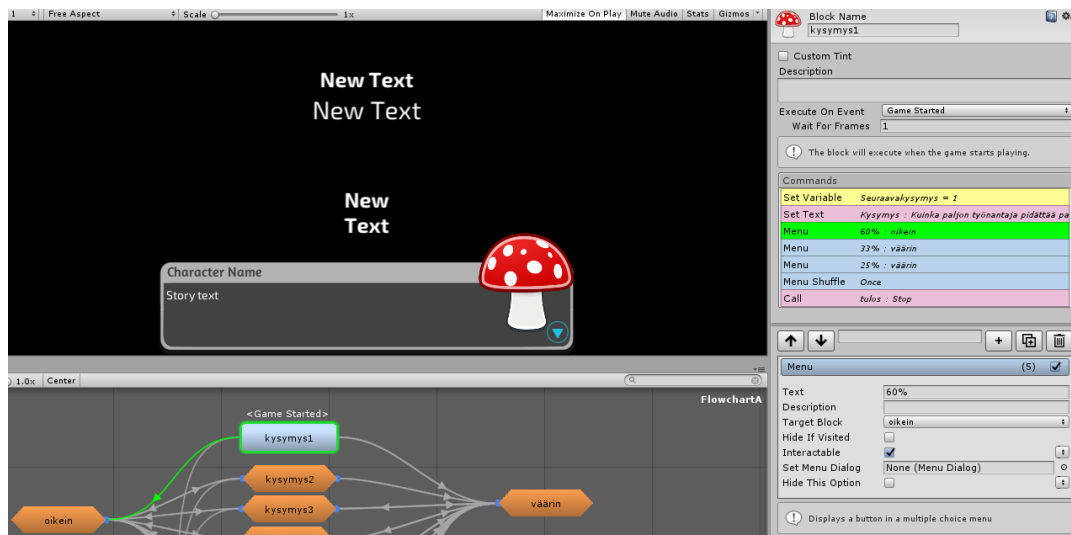 1 Free Aspect Scale 1x Maximize On Play Mute Audio Stats Gizmos
New Text
New Text
New
Text
Character Name
Story text
1.0x Center
FlowchartA
<Game Started>
kysymys1
kysymys2
kysymys3
oikein
väärin
Block Name
kysymys1
Custom Tint
Description
Execute On Event Game Started
Wait For Frames 1
The block will execute when the game starts playing.
Commands
Set Variable Seuraavakysymys = 1
Set Text Kysymys : Kuinka paljon työnantaja pidättää pa
Menu 60% : oikein
Menu 33% : väärin
Menu 25% : väärin
Menu Shuffle Once
Call tulos : Stop
Menu (5)
Text 60%
Description
Target Block oikein
Hide If Visited
Interactable
Set Menu Dialog None (Menu Dialog)
Hide This Option
Displays a button in a multiple choice menu